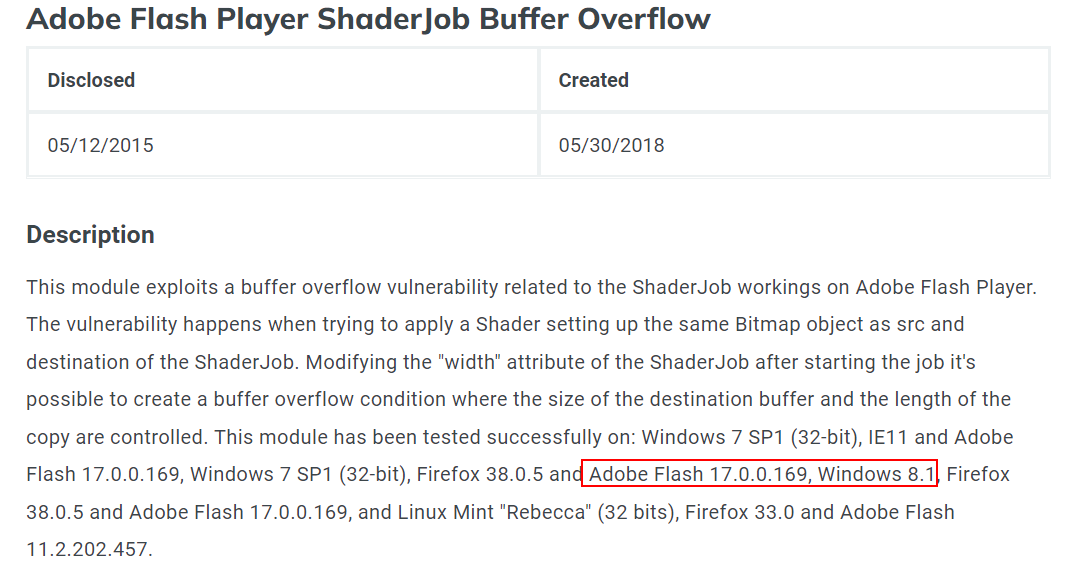 Adobe Flash Player ShaderJob Buffer Overflow
Disclosed
Created
05/12/2015
05/30/2018
Description
This module exploits a buffer overflow vulnerability related to the ShaderJob workings on Adobe Flash Player.
The vulnerability happens when trying to apply a Shader setting up the same Bitmap object as src and
destination of the ShaderJob. Modifying the "width" attribute of the ShaderJob after starting the job it's
possible to create a buffer overflow condition where the size of the destination buffer and the length of the
copy are controlled. This module has been tested successfully on: Windows 7 SP1 (32-bit), IE11 and Adobe
Flash 17.0.0.169, Windows 7 SP1 (32-bit), Firefox 38.0.5 and Adobe Flash 17.0.0.169, Windows 8.1, Firefox
38.0.5 and Adobe Flash 17.0.0.169, and Linux Mint "Rebecca" (32 bits), Firefox 33.0 and Adobe Flash
11.2.202.457.